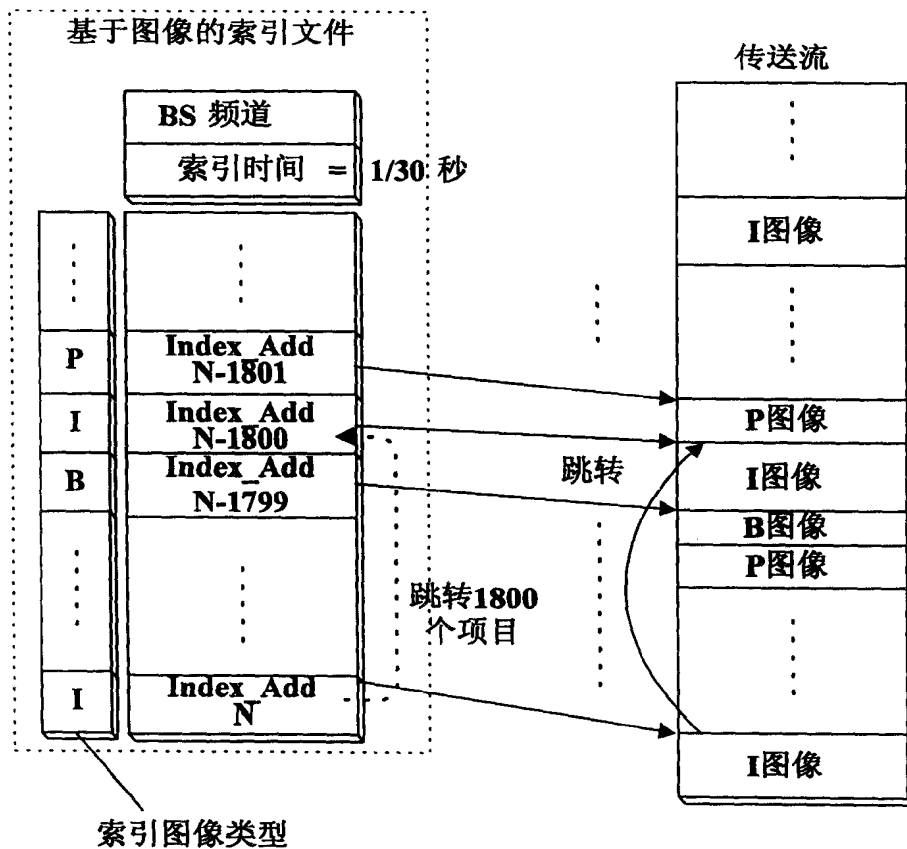 基于图像的索引文件
BS 频道
索引时间 = 1/30 秒
P
Index_Add
N-1801
I
Index_Add
N-1800
B
Index_Add
N-1799
跳转1800
个项目
I
Index_Add
N
索引图像类型
跳转
传送流
I图像
P图像
I图像
B图像
P图像
I图像